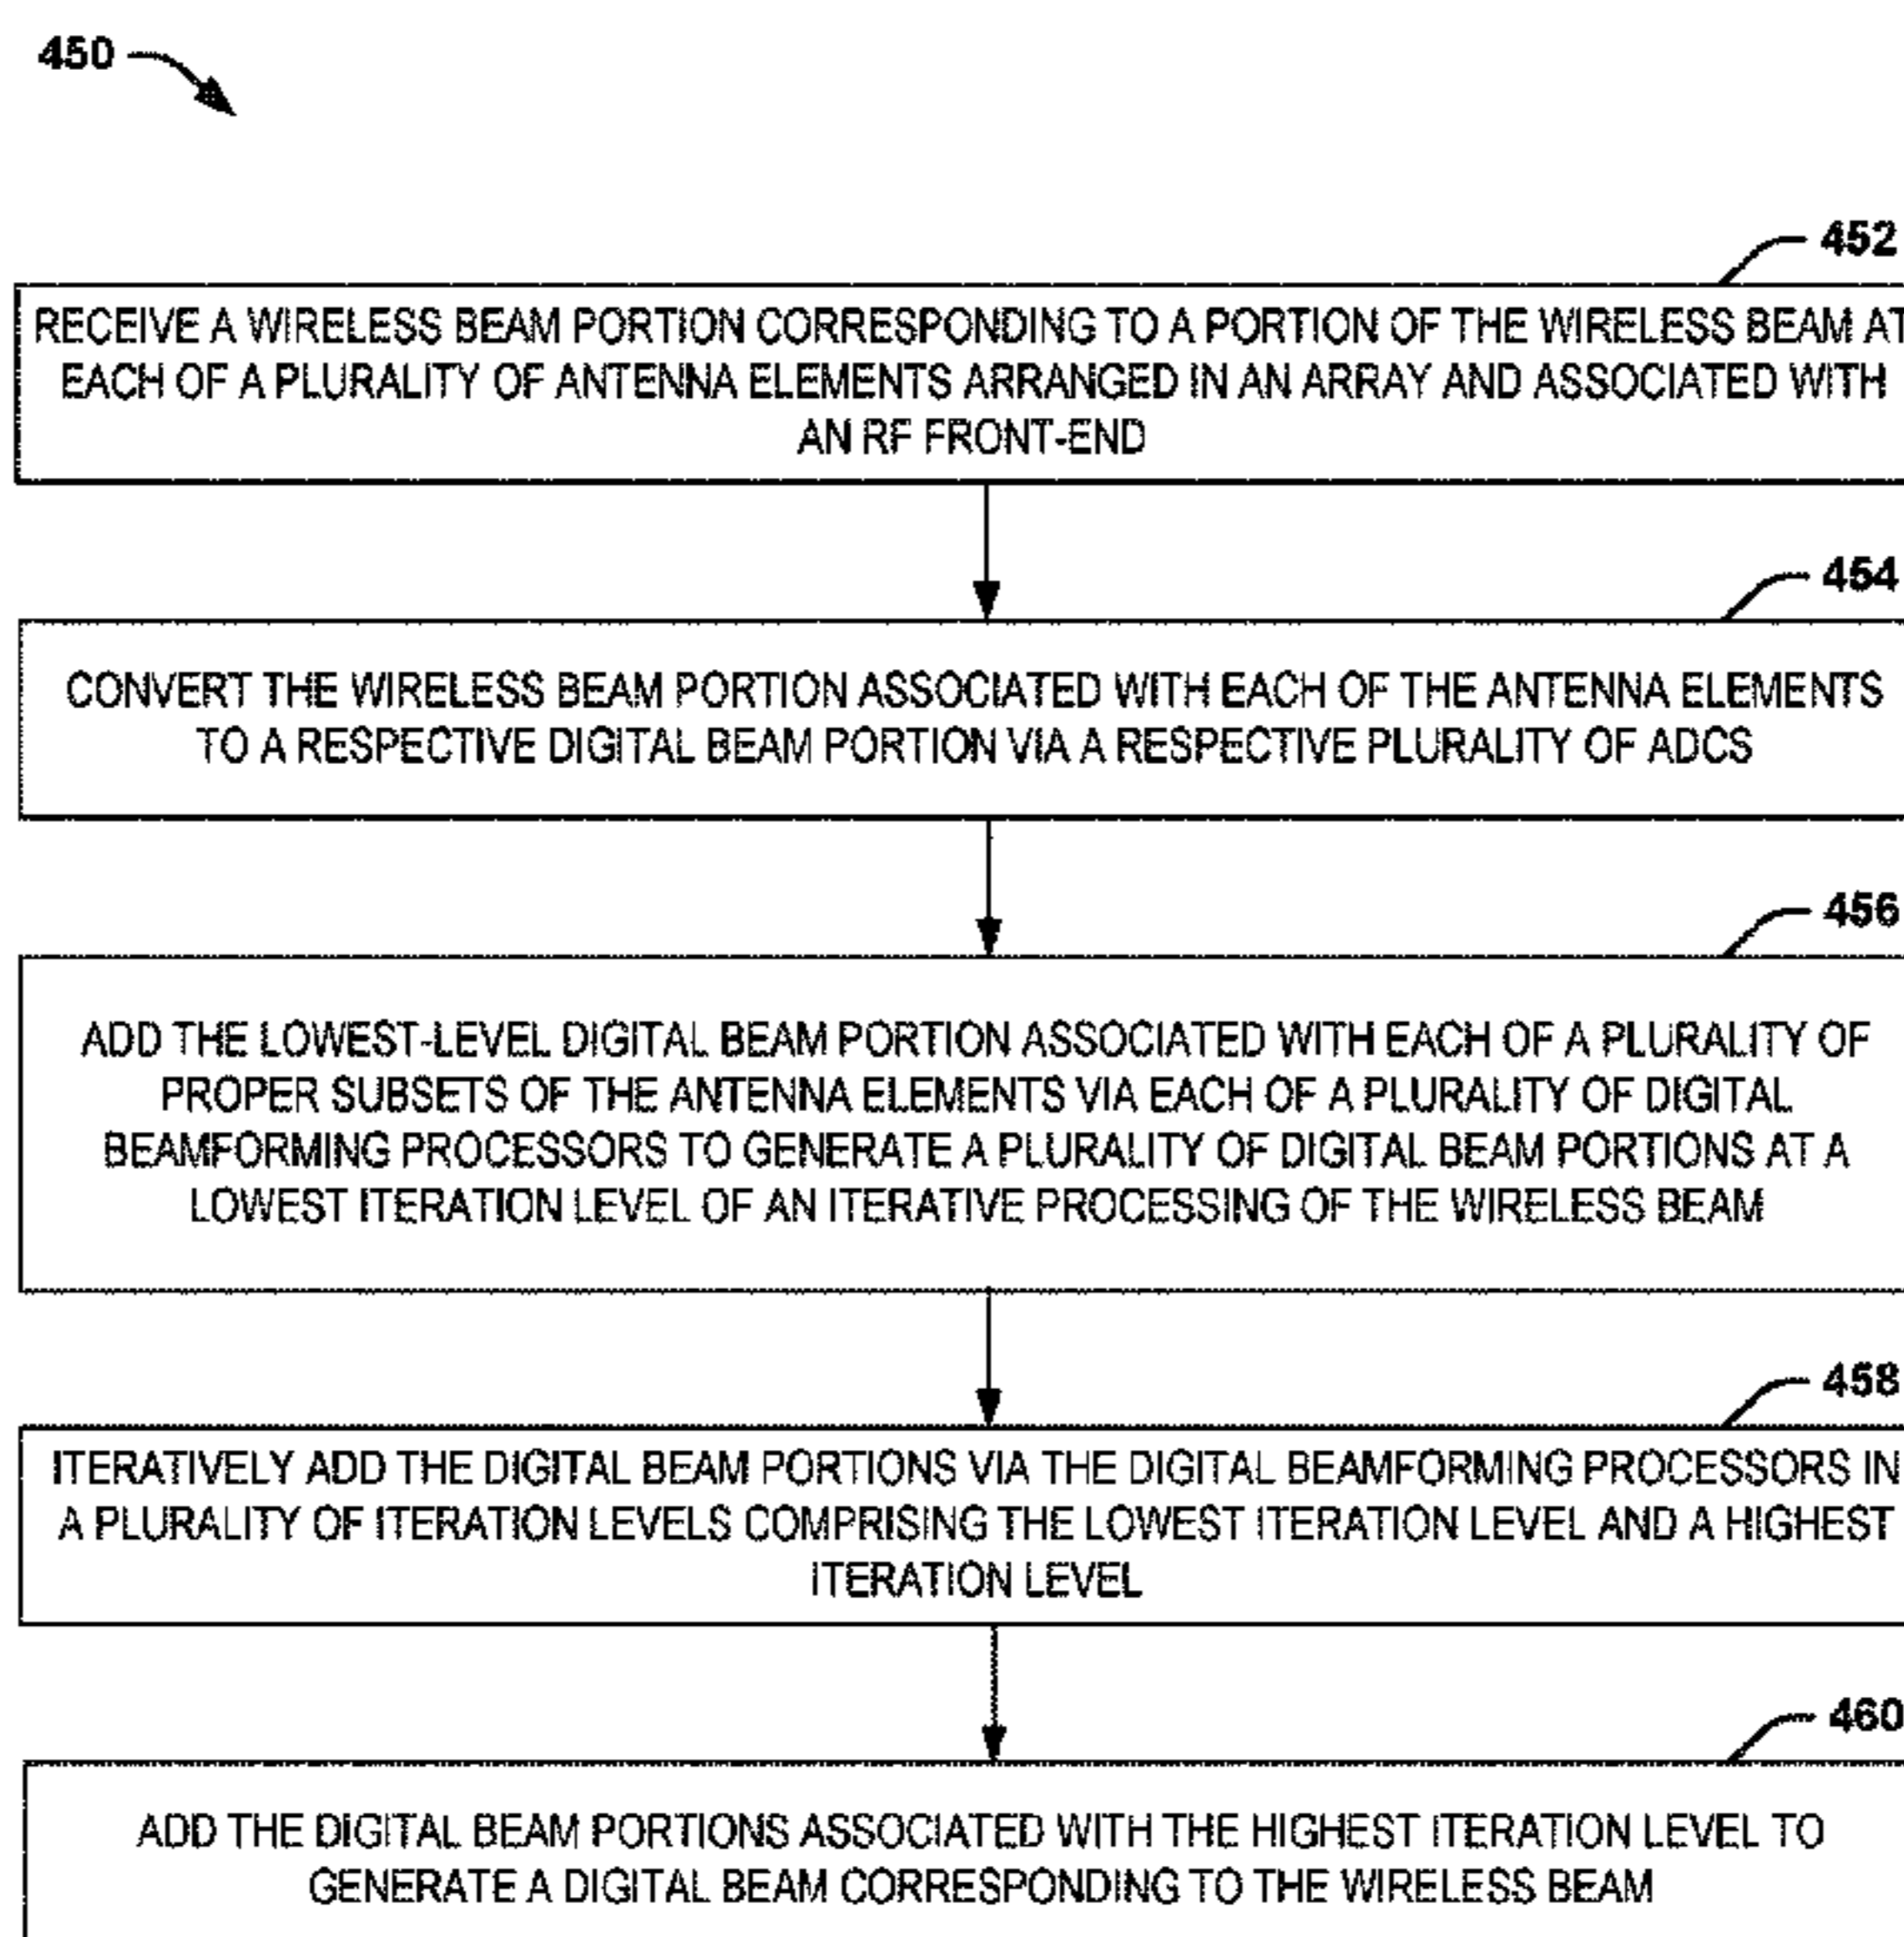 450
452
RECEIVE A WIRELESS BEAM PORTION CORRESPONDING TO A PORTION OF THE WIRELESS BEAM AT
EACH OF A PLURALITY OF ANTENNA ELEMENTS ARRANGED IN AN ARRAY AND ASSOCIATED WITH
AN RF FRONT-END
454
CONVERT THE WIRELESS BEAM PORTION ASSOCIATED WITH EACH OF THE ANTENNA ELEMENTS
TO A RESPECTIVE DIGITAL BEAM PORTION VIA A RESPECTIVE PLURALITY OF ADCS
456
ADD THE LOWEST-LEVEL DIGITAL BEAM PORTION ASSOCIATED WITH EACH OF A PLURALITY OF
PROPER SUBSETS OF THE ANTENNA ELEMENTS VIA EACH OF A PLURALITY OF DIGITAL
BEAMFORMING PROCESSORS TO GENERATE A PLURALITY OF DIGITAL BEAM PORTIONS AT A
LOWEST ITERATION LEVEL OF AN ITERATIVE PROCESSING OF THE WIRELESS BEAM
458
ITERATIVELY ADD THE DIGITAL BEAM PORTIONS VIA THE DIGITAL BEAMFORMING PROCESSORS IN
A PLURALITY OF ITERATION LEVELS COMPRISING THE LOWEST ITERATION LEVEL AND A HIGHEST
ITERATION LEVEL
460
ADD THE DIGITAL BEAM PORTIONS ASSOCIATED WITH THE HIGHEST ITERATION LEVEL TO
GENERATE A DIGITAL BEAM CORRESPONDING TO THE WIRELESS BEAM